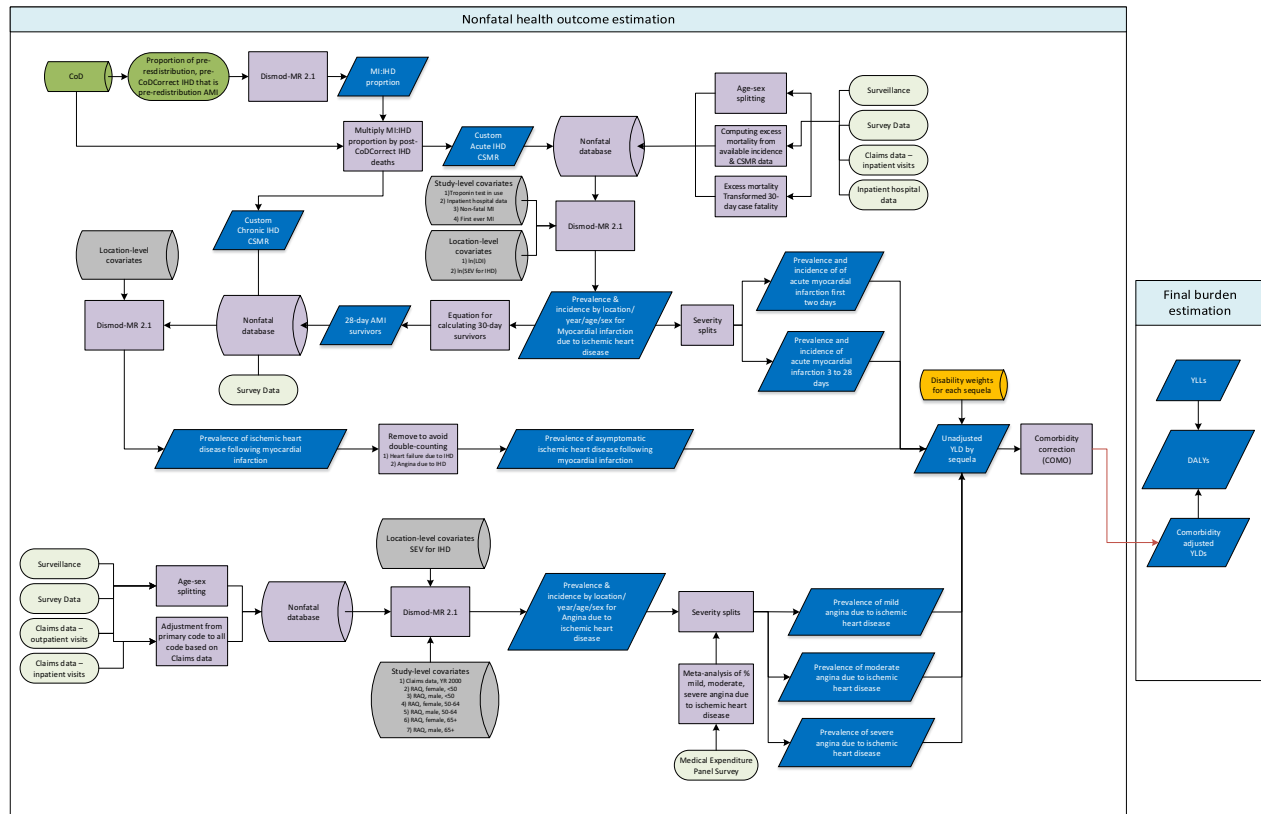 Nonfatal health outcome estimation
CoD
Proportion of pre-
resdistribution, pre-
CoDCorrect IHD that is
pre-redistribution AMI
Dismod-MR 2.1
MI:IHD
proprtion
Multiply MI:IHD
proportion by post-
CoDCorrect IHD
deaths
Custom
Acute IHD
CSMR
Nonfatal
database
Age-sex
splitting
Computing excess
mortality from
available incidence
& CSMR data
Excess mortality
Transformed 30-
day case fatality
Surveillance
Survey Data
Claims data –
inpatient visits
Inpatient hospital
data
Study-level covariates
1)Troponin test in use
2) Inpatient hospital data
3) Non-fatal MI
4) First ever MI
Location-level
covariates
1) ln(LDI)
2) ln(SEV for IHD)
Dismod-MR 2.1
Custom
Chronic IHD
CSMR
Location-level
covariates
Dismod-MR 2.1
Nonfatal
database
Survey Data
28-day AMI
survivors
Equation for
calculating 30-day
survivors
Prevalence &
incidence by location/
year/age/sex for
Myocardial infarction
due to ischemic heart
disease
Severity
splits
Prevalence and
incidence of of
acute myocardial
infarction first
two days
Prevalence and
incidence of
acute myocardial
infarction 3 to 28
days
Disability weights
for each sequela
Prevalence of ischemic heart
disease following myocardial
infarction
Remove to avoid
double-counting
1) Heart failure due to IHD
2) Angina due to IHD
Prevalence of asymptomatic
ischemic heart disease following
myocardial infarction
Unadjusted
YLD by
sequela
Comorbidity
correction
(COMO)
Final burden
estimation
YLLs
DALYs
Comorbidity
adjusted
YLDs
Surveillance
Survey Data
Claims data –
outpatient visits
Claims data –
inpatient visits
Age-sex
splitting
Adjustment from
primary code to all
code based on
Claims data
Nonfatal
database
Location-level covariates
SEV for IHD
Dismod-MR 2.1
Study-level covariates
1) Claims data, YR 2000
2) RAQ, female, <50
3) RAQ, male, <50
4) RAQ, female, 50-64
5) RAQ, male, 50-64
6) RAQ, female, 65+
7) RAQ, male, 65+
Prevalence &
incidence by location/
year/age/sex for
Angina due to
ischemic heart
disease
Severity splits
Meta-analysis of %
mild, moderate,
severe angina due
to ischemic heart
disease
Medical Expenditure
Panel Survey
Prevalence of mild
angina due to ischemic
heart disease
Prevalence of moderate
angina due to ischemic
heart disease
Prevalence of severe
angina due to ischemic
heart disease